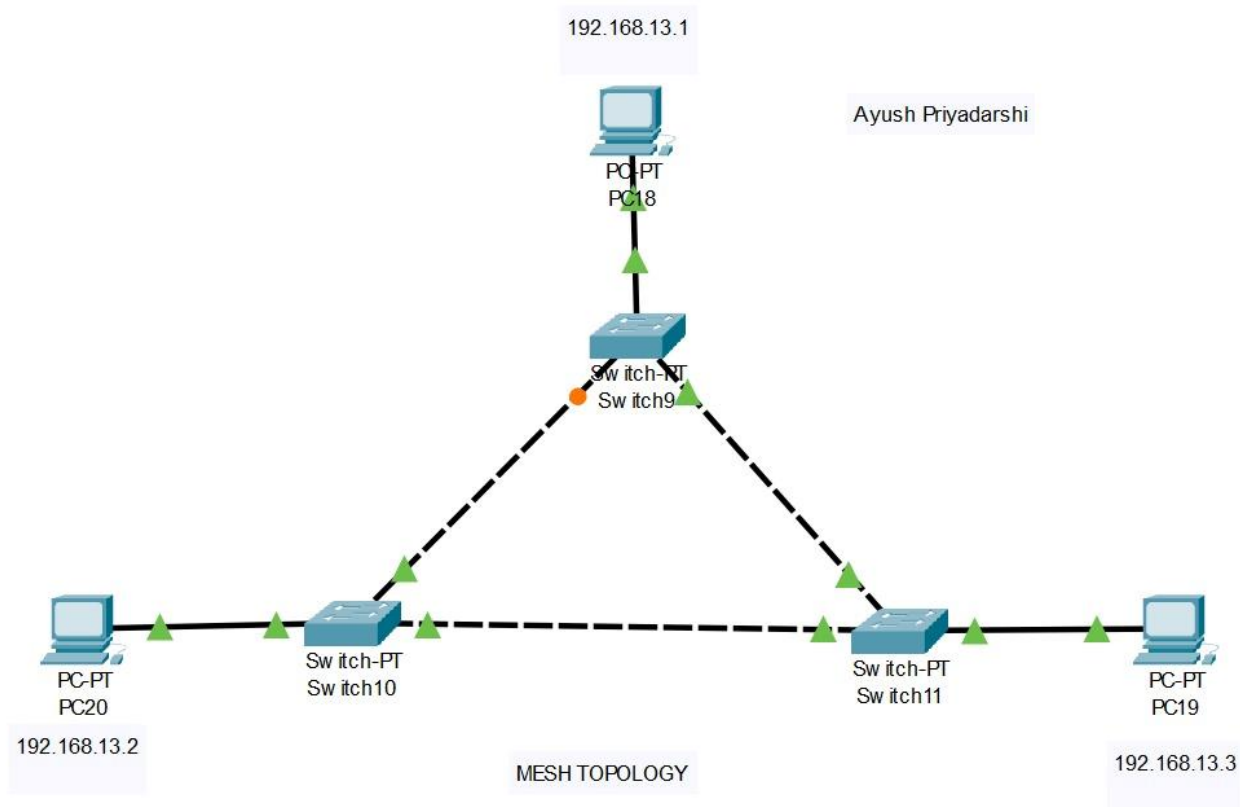 192.168.13.1
Ayush Priyadarshi
PC-PT
PC18
Switch-PT
Switch9
PC-PT
PC20
192.168.13.2
Switch-PT
Switch10
Switch-PT
Switch11
PC-PT
PC19
192.168.13.3
MESH TOPOLOGY